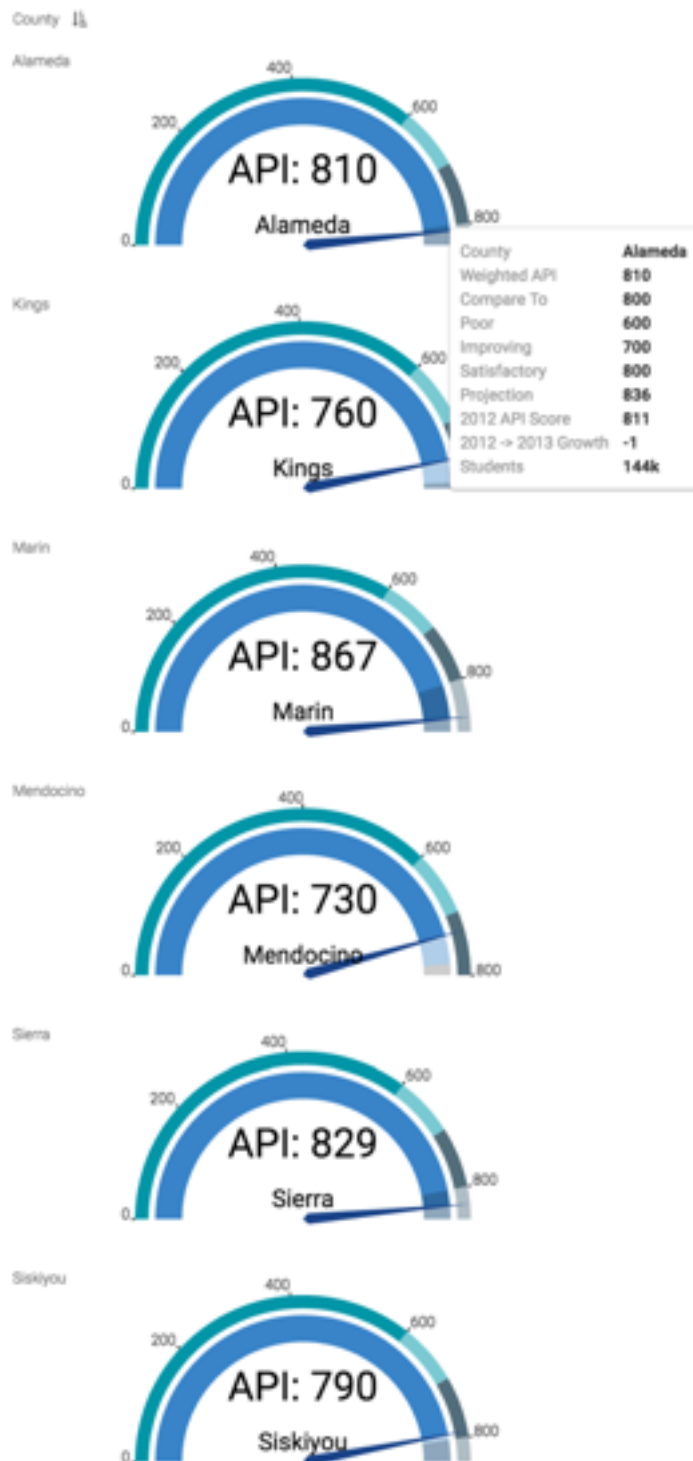 County
Alameda
400
200
600
API: 810
Alameda
0
800
County Alameda
Weighted API 810
Compare To 800
Poor 600
Improving 700
Satisfactory 800
Projection 836
2012 API Score 811
2012 -> 2013 Growth -1
Students 144k
Kings
400
200
600
API: 760
Kings
0
Marin
400
600
200
API: 867
800
Marin
0
Mendocino
400
200
600
API: 730
Mendocino
0
800
Sierra
400
600
200
API: 829
800
Sierra
0
Siskiyou
400
600
200
API: 790
800
Siskiyou
0